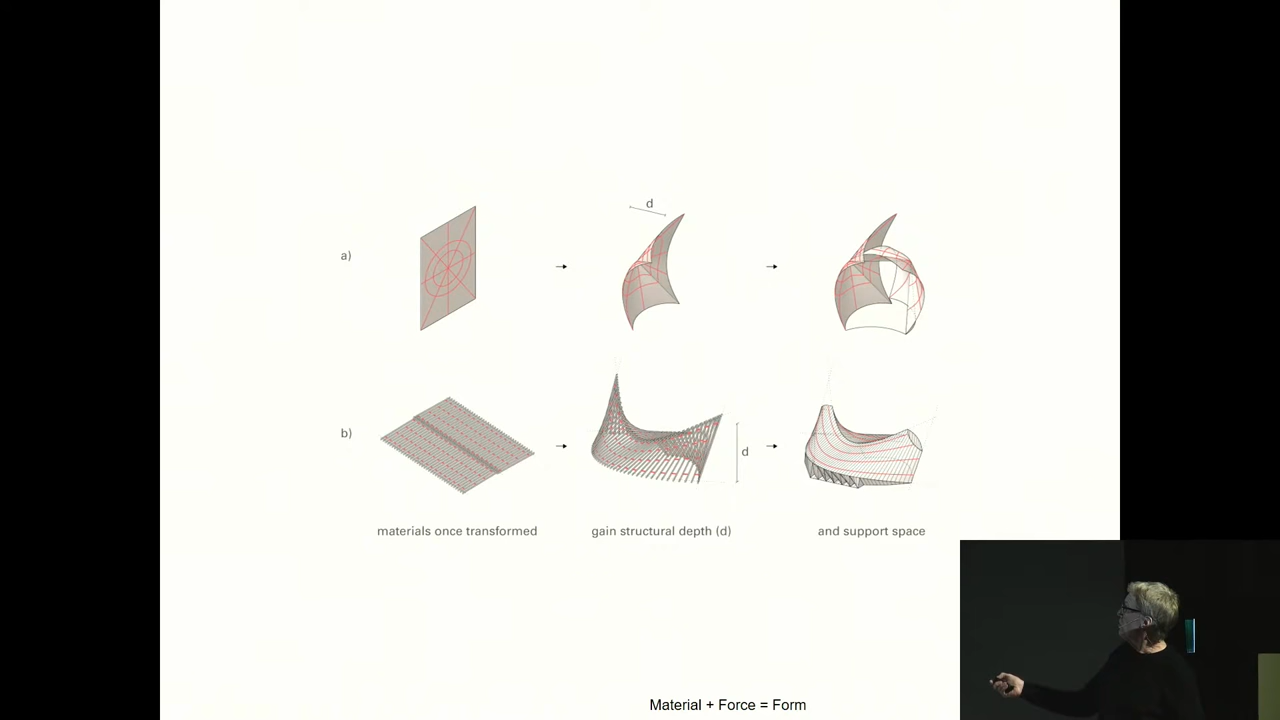 d
a)
b)
d
materials once transformed
gain structural depth (d)
and support space
Material + Force = Form